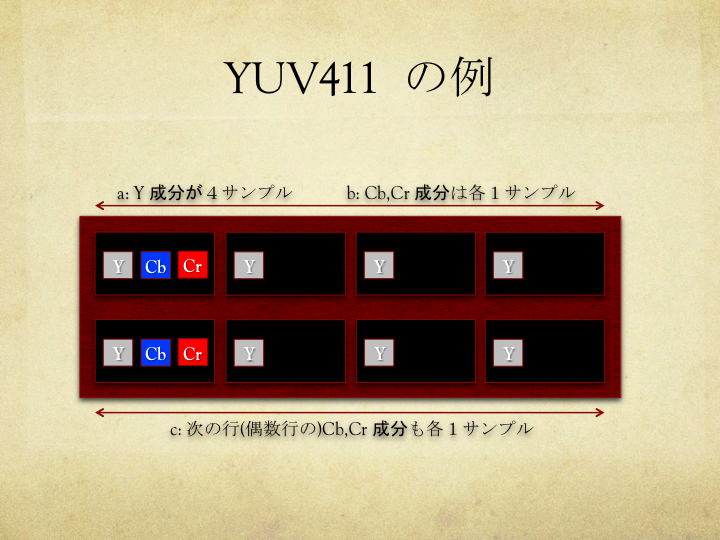 YUV411 の例
a: Y 成分が４サンプル b: Cb,Cr 成分は各１サンプル
Y Cb Cr Y Y Y
Y Cb Cr Y Y Y
c: 次の行(偶数行の)Cb,Cr 成分も各１サンプル